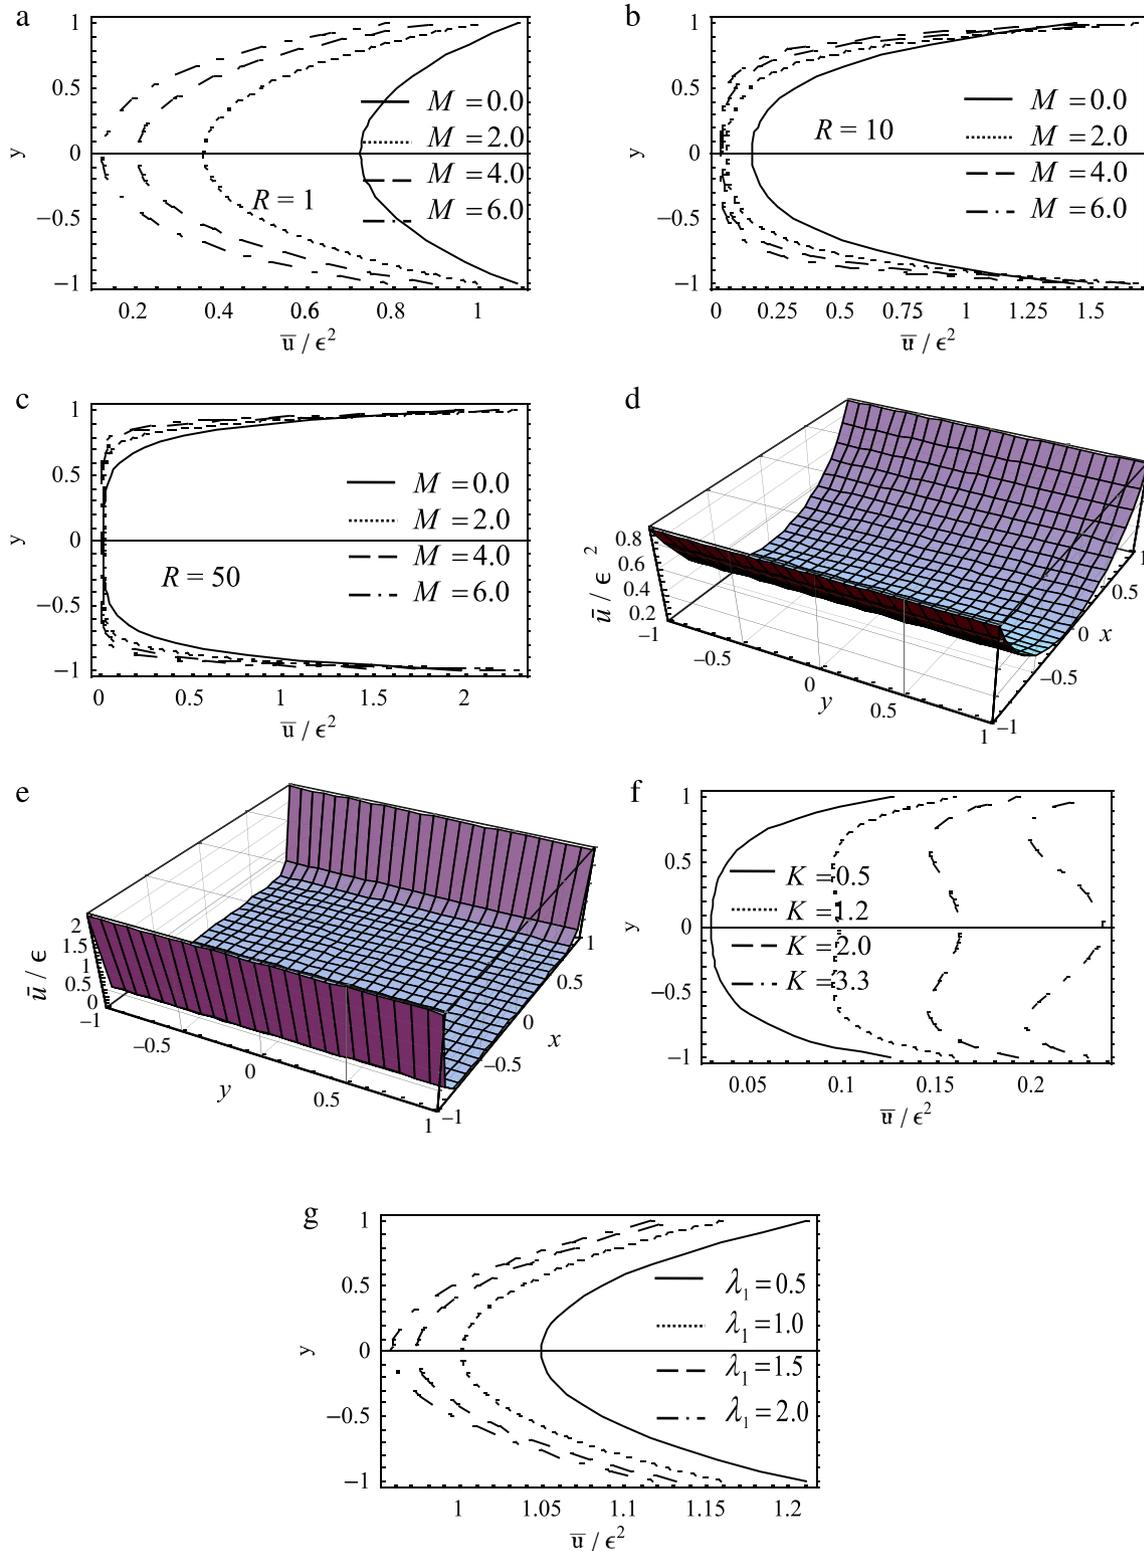 a
1
0.5
0
−0.5
−1
y
M = 0.0
M = 2.0
M = 4.0
M = 6.0
R = 1
0.2 0.4 0.6 0.8 1
u̅ / ϵ²
b
1
0.5
0
−0.5
−1
y
M = 0.0
M = 2.0
M = 4.0
M = 6.0
R = 10
0 0.25 0.5 0.75 1 1.25 1.5
u̅ / ϵ²
c
1
0.5
0
−0.5
−1
y
M = 0.0
M = 2.0
M = 4.0
M = 6.0
R = 50
0 0.5 1 1.5 2
u̅ / ϵ²
d
0.8
0.6
0.4
0.2
u̅ / ϵ ²
−1 −0.5 0 0.5 1
y
1
0.5
0
−0.5
−1
x
e
2
1.5
1
0.5
0
u̅ / ϵ
−1 −0.5 0 0.5 1
y
1
0.5
0
−0.5
−1
x
f
1
0.5
0
−0.5
−1
y
K = 0.5
K = 1.2
K = 2.0
K = 3.3
0.05 0.1 0.15 0.2
u̅ / ϵ²
g
1
0.5
0
−0.5
−1
y
λ₁ = 0.5
λ₁ = 1.0
λ₁ = 1.5
λ₁ = 2.0
1 1.05 1.1 1.15 1.2
u̅ / ϵ²